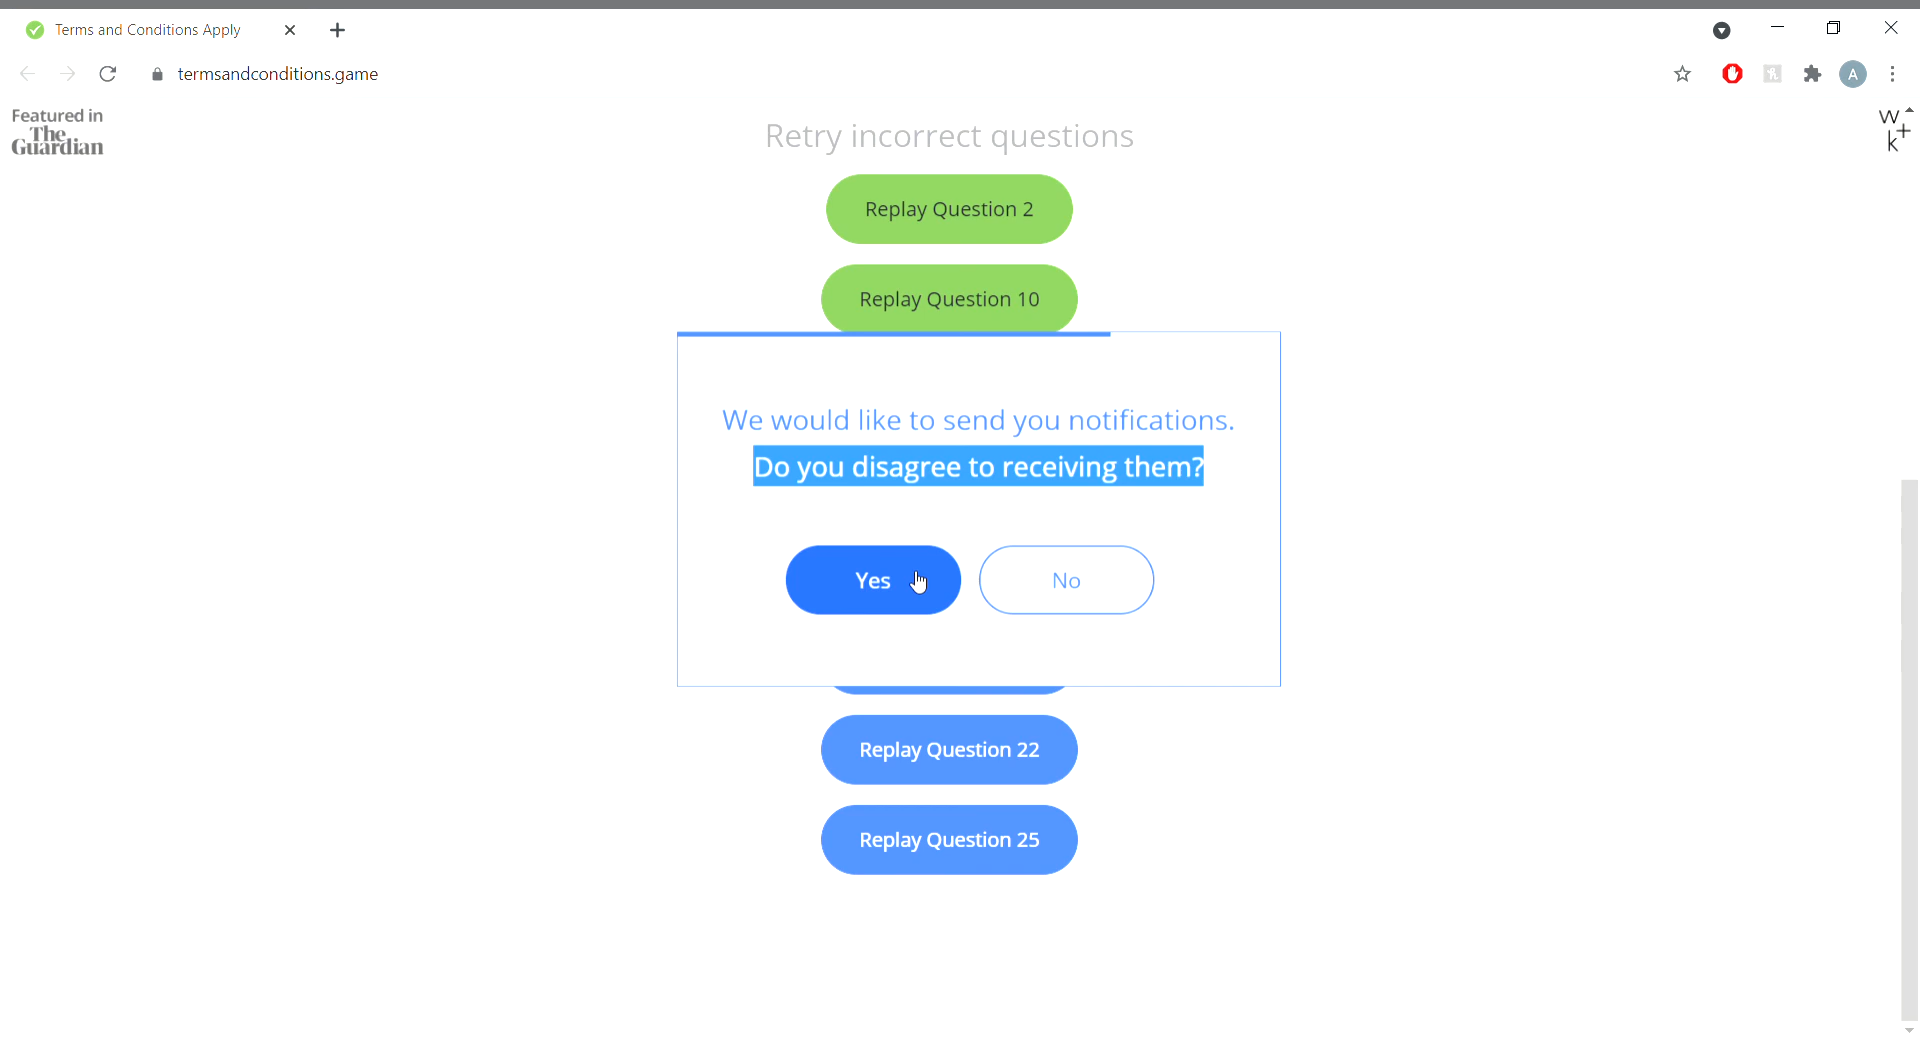 Terms and Conditions Apply
termsandconditions.game
A
Featured in
The
Guardian
W
K+
Retry incorrect questions
Replay Question 2
Replay Question 10
We would like to send you notifications.
Do you disagree to receiving them?
Yes No
Replay Question 22
Replay Question 25